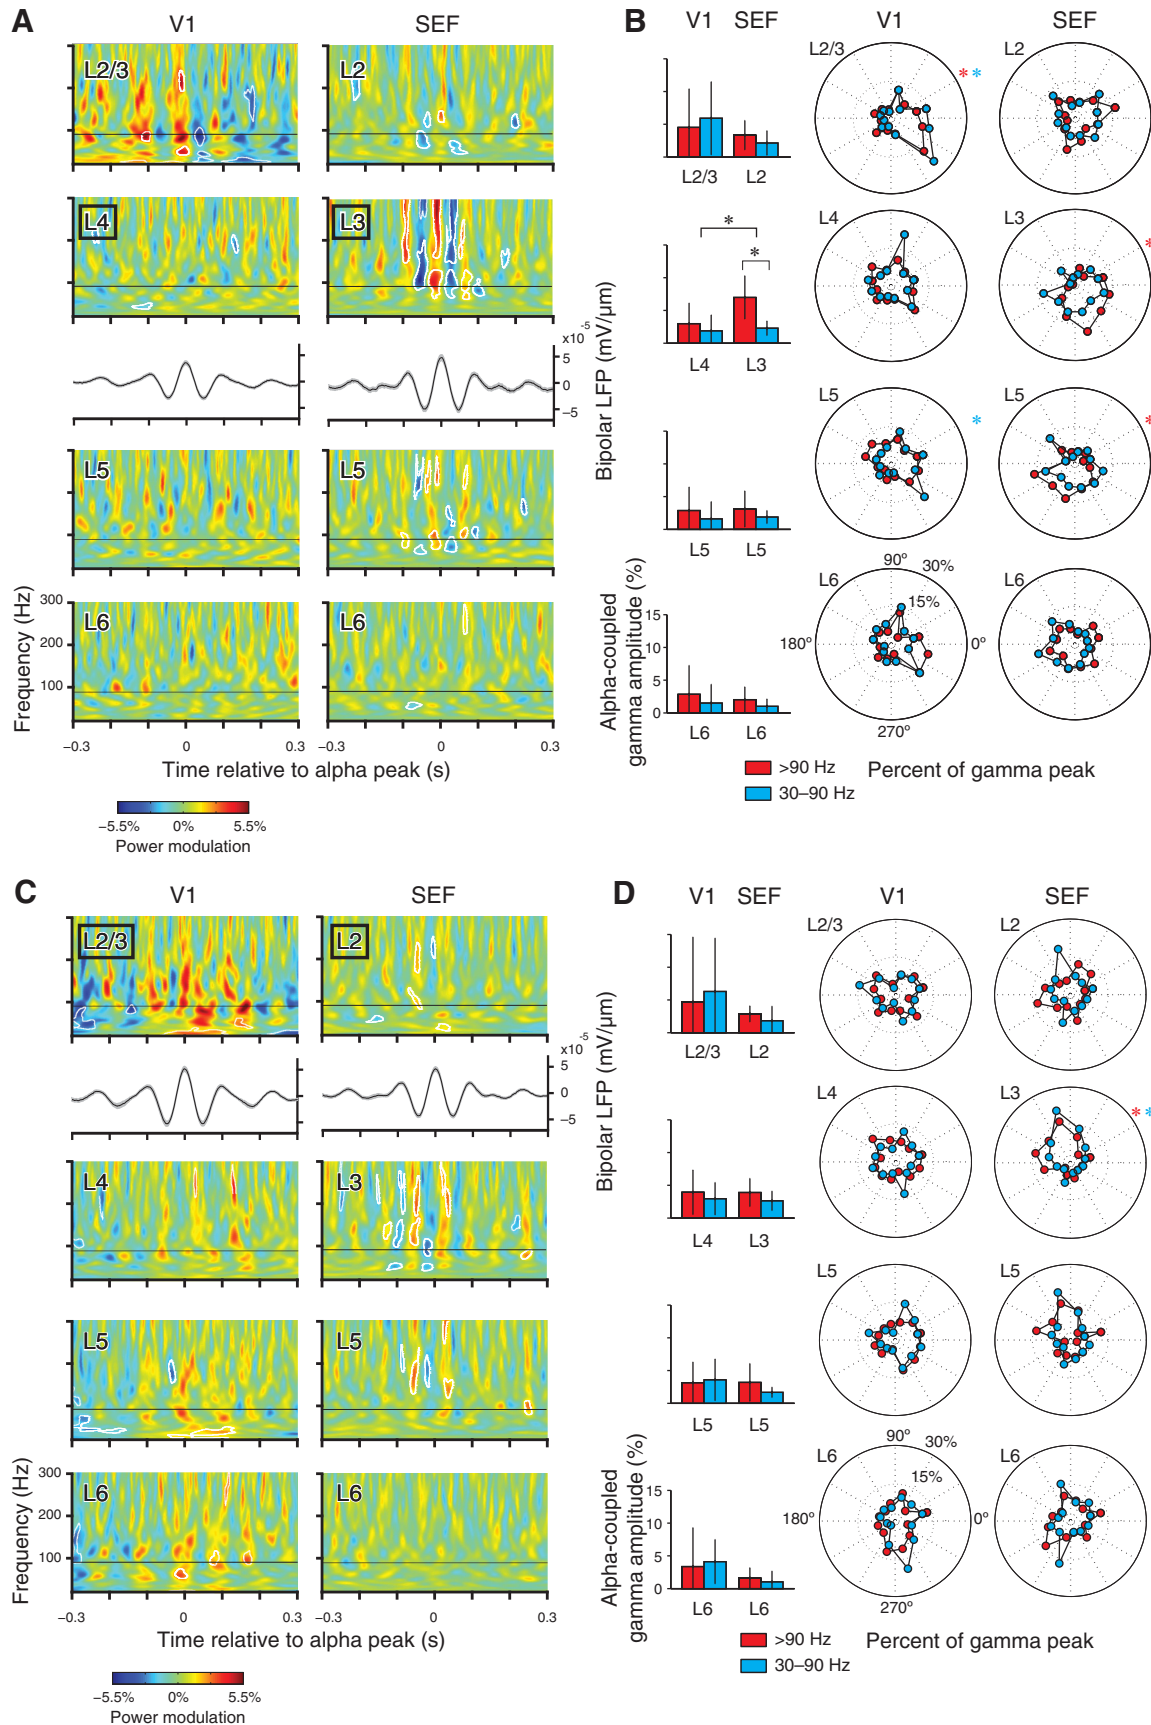 A
V1
SEF
L2/3
L2
L4
L3
x10
-5
5
0
−5
Bipolar LFP (mV/μm)
L5
L5
L6
L6
Frequency (Hz)
300
200
100
−0.3
0
0.3
−0.3
0
0.3
Time relative to alpha peak (s)
−5.5%
0%
5.5%
Power modulation
B
V1
SEF
V1
SEF
L2/3
L2
L2/3
* *
L2
*
*
L4
L3
L4
L3
*
L5
L5
L5
*
L5
*
Alpha-coupled
gamma amplitude (%)
15
10
5
0
L6
L6
L6
90°
30%
15%
180°
0°
270°
L6
>90 Hz
30–90 Hz
Percent of gamma peak
C
V1
SEF
L2/3
L2
x10
-5
5
0
−5
Bipolar LFP (mV/μm)
L4
L3
L5
L5
L6
L6
Frequency (Hz)
300
200
100
−0.3
0
0.3
−0.3
0
0.3
Time relative to alpha peak (s)
−5.5%
0%
5.5%
Power modulation
D
V1
SEF
V1
SEF
L2/3
L2
L2/3
L2
L4
L3
L4
L3
* *
L5
L5
L5
L5
Alpha-coupled
gamma amplitude (%)
15
10
5
0
L6
L6
L6
90°
30%
15%
180°
0°
270°
L6
>90 Hz
30–90 Hz
Percent of gamma peak